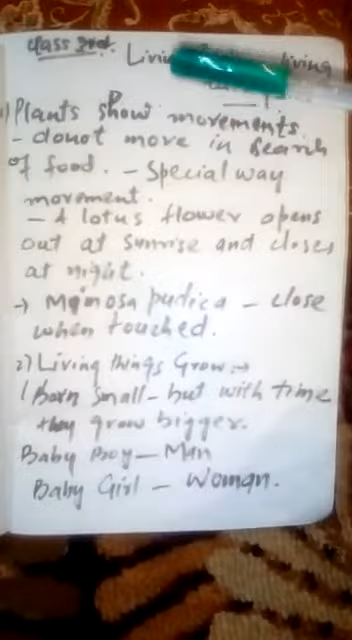 class 3rd.
Livin living
1) Plants show movements.
- donot move in search
of food. - Special way
movement.
- A lotus flower opens
out at sunrise and closes
at night.
→ Mimosa pudica - close
when touched.
2) Living things Grow :→
Born small - but with time
they grow bigger.
Baby Boy - Man
Baby Girl - Woman.